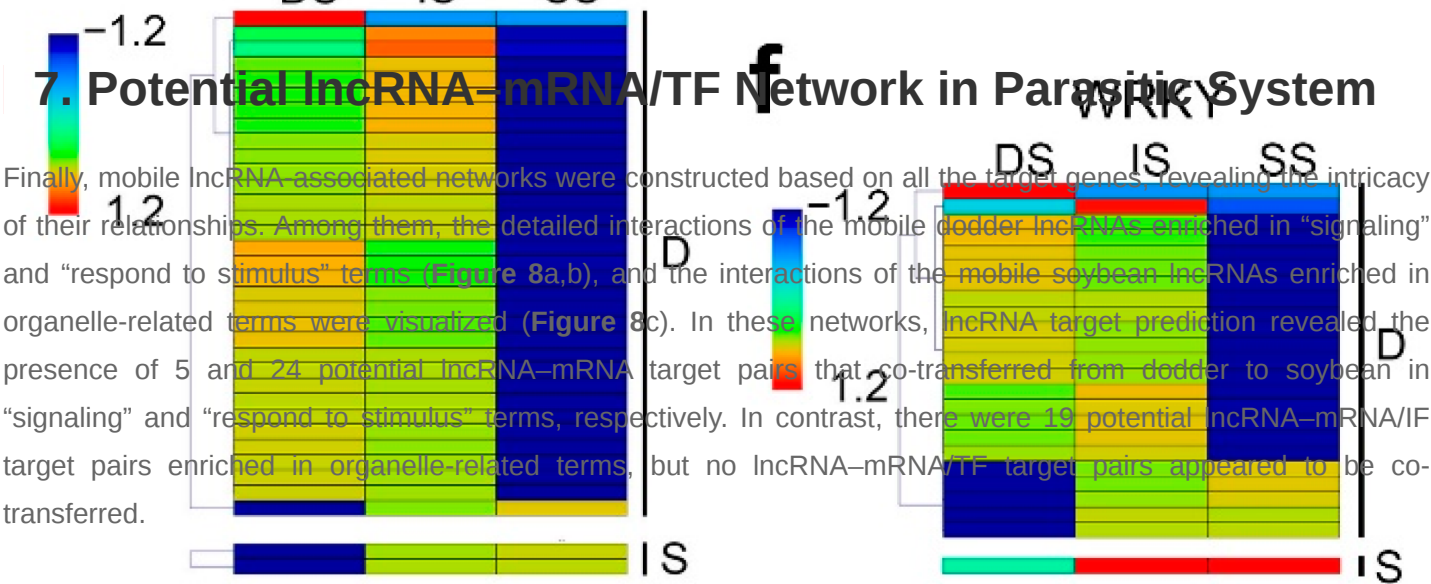 DS IS SS
−1.2
1.2
D
S
f
WRKY
DS IS SS
−1.2
1.2
D
S
7. Potential lncRNA–mRNA/TF Network in Parasitic System
Finally, mobile lncRNA-associated networks were constructed based on all the target genes, revealing the intricacy
of their relationships. Among them, the detailed interactions of the mobile dodder lncRNAs enriched in “signaling”
and “respond to stimulus” terms (Figure 8a,b), and the interactions of the mobile soybean lncRNAs enriched in
organelle-related terms were visualized (Figure 8c). In these networks, lncRNA target prediction revealed the
presence of 5 and 24 potential lncRNA–mRNA target pairs that co-transferred from dodder to soybean in
“signaling” and “respond to stimulus” terms, respectively. In contrast, there were 19 potential lncRNA–mRNA/IF
target pairs enriched in organelle-related terms, but no lncRNA–mRNA/TF target pairs appeared to be co-
transferred.